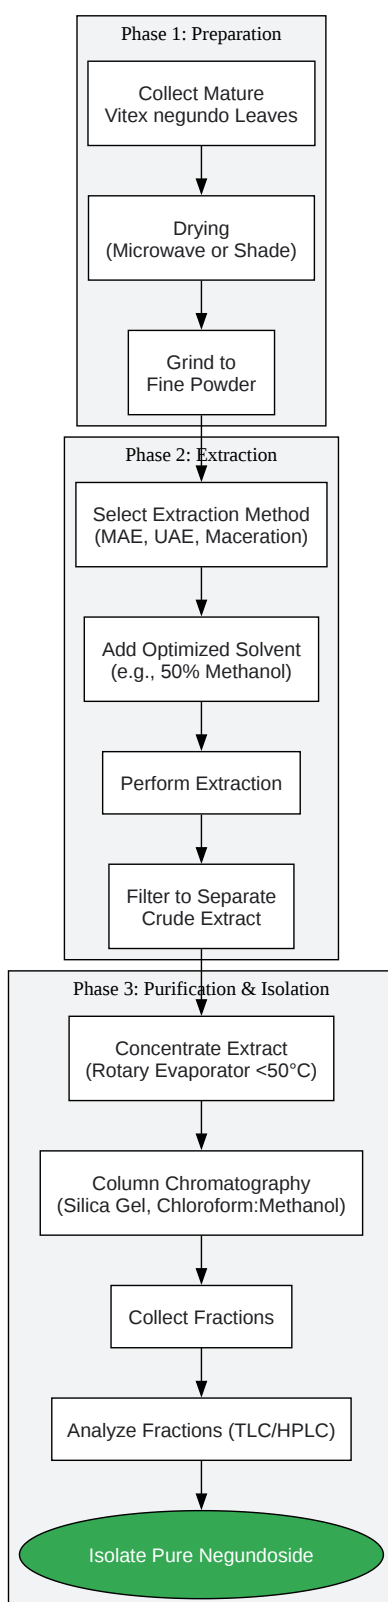 Phase 1: Preparation
Collect Mature
Vitex negundo Leaves
Drying
(Microwave or Shade)
Grind to
Fine Powder
Phase 2: Extraction
Select Extraction Method
(MAE, UAE, Maceration)
Add Optimized Solvent
(e.g., 50% Methanol)
Perform Extraction
Filter to Separate
Crude Extract
Phase 3: Purification & Isolation
Concentrate Extract
(Rotary Evaporator <50°C)
Column Chromatography
(Silica Gel, Chloroform:Methanol)
Collect Fractions
Analyze Fractions (TLC/HPLC)
Isolate Pure Negundoside